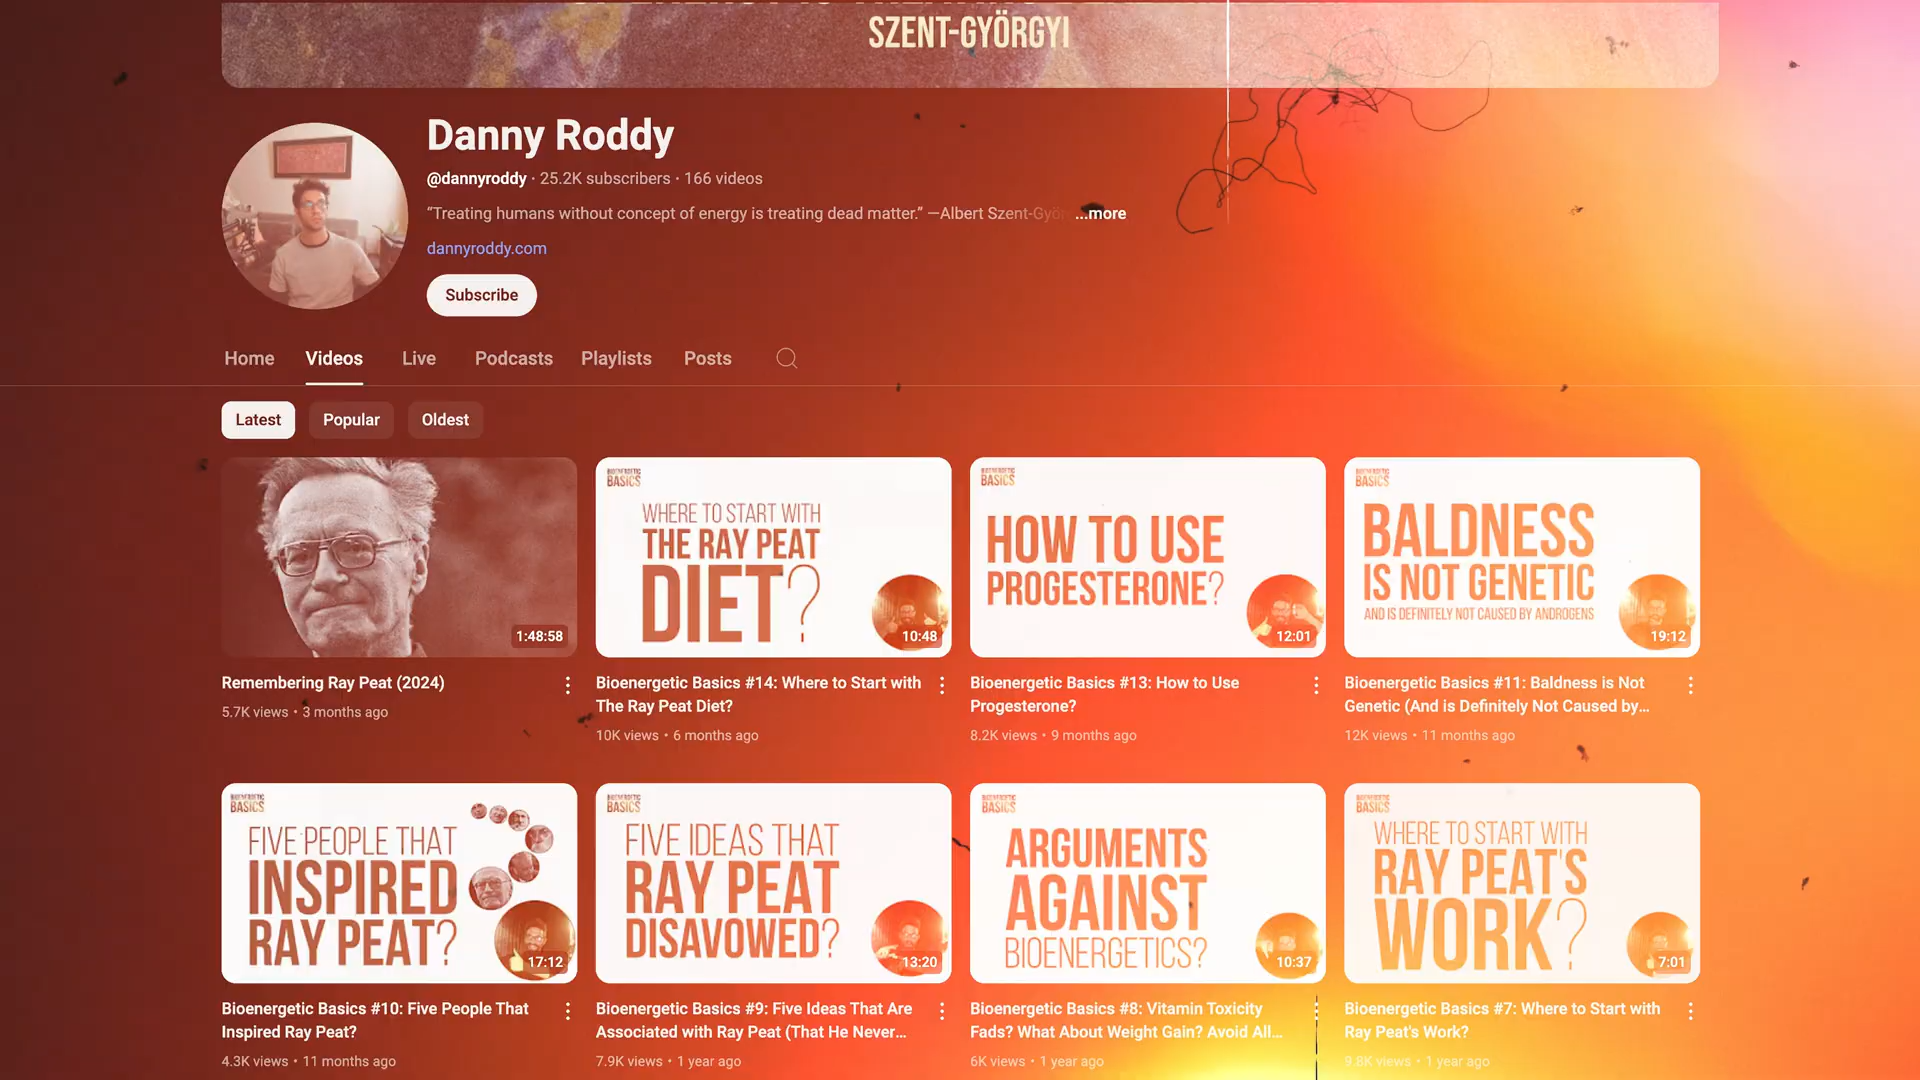 SZENT-GYÖRGYI
Danny Roddy
@dannyroddy · 25.2K subscribers · 166 videos
“Treating humans without concept of energy is treating dead matter.” —Albert Szent-Györ ...more
dannyroddy.com
Subscribe
Home Videos Live Podcasts Playlists Posts
Latest Popular Oldest
1:48:58
BIOENERGETIC
BASICS
WHERE TO START WITH
THE RAY PEAT
DIET?
10:48
BIOENERGETIC
BASICS
HOW TO USE
PROGESTERONE?
12:01
BIOENERGETIC
BASICS
BALDNESS
IS NOT GENETIC
AND IS DEFINITELY NOT CAUSED BY ANDROGENS
19:12
Remembering Ray Peat (2024)
5.7K views • 3 months ago
Bioenergetic Basics #14: Where to Start with
The Ray Peat Diet?
10K views • 6 months ago
Bioenergetic Basics #13: How to Use
Progesterone?
8.2K views • 9 months ago
Bioenergetic Basics #11: Baldness is Not
Genetic (And is Definitely Not Caused by...
12K views • 11 months ago
BIOENERGETIC
BASICS
FIVE PEOPLE THAT
INSPIRED
RAY PEAT?
17:12
BIOENERGETIC
BASICS
FIVE IDEAS THAT
RAY PEAT
DISAVOWED?
13:20
BIOENERGETIC
BASICS
ARGUMENTS
AGAINST
BIOENERGETICS?
10:37
BIOENERGETIC
BASICS
WHERE TO START WITH
RAY PEAT'S
WORK?
7:01
Bioenergetic Basics #10: Five People That
Inspired Ray Peat?
4.3K views • 11 months ago
Bioenergetic Basics #9: Five Ideas That Are
Associated with Ray Peat (That He Never...
7.9K views • 1 year ago
Bioenergetic Basics #8: Vitamin Toxicity
Fads? What About Weight Gain? Avoid All...
6K views • 1 year ago
Bioenergetic Basics #7: Where to Start with
Ray Peat's Work?
9.8K views • 1 year ago